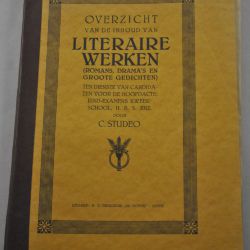 OVERZICHT
VAN DE INHOUD VAN
LITERAIRE
WERKEN
(ROMANS, DRAMA'S EN
GROOTE GEDICHTEN)
TEN DIENSTE VAN CANDIDA-
TEN VOOR DE HOOFDACTE
EIND-EXAMENS KWEEK-
SCHOOL, H. B. S. ENZ.
DOOR
C. STUDEO